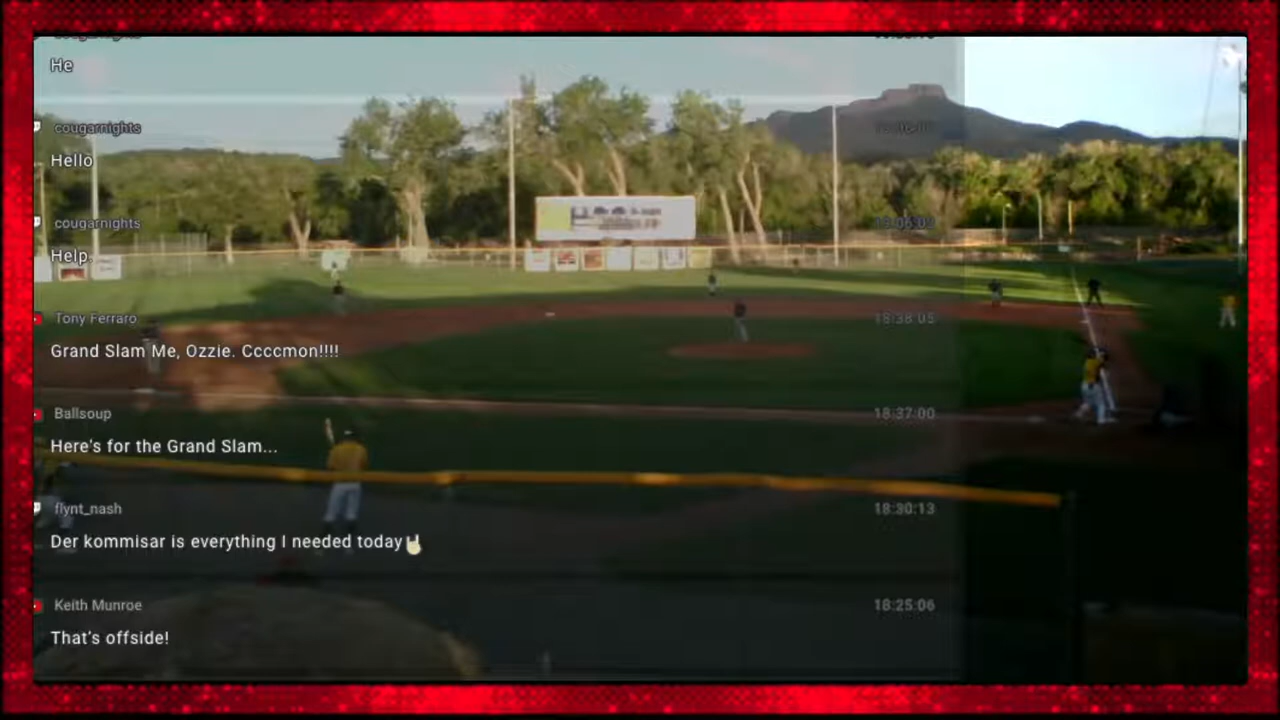 He
cougarnights
Hello
cougarnights
Help.
Tony Ferraro 18:38:05
Grand Slam Me, Ozzie. Ccccmon!!!!
Ballsoup 18:37:00
Here's for the Grand Slam...
flynt_nash 18:30:13
Der kommisar is everything I needed today🤘
Keith Munroe 18:25:06
That's offside!